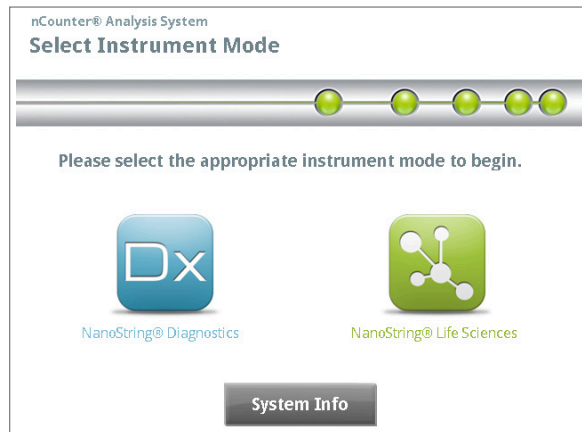 nCounter® Analysis System
Select Instrument Mode
Please select the appropriate instrument mode to begin.
Dx
NanoString® Diagnostics
NanoString® Life Sciences
System Info